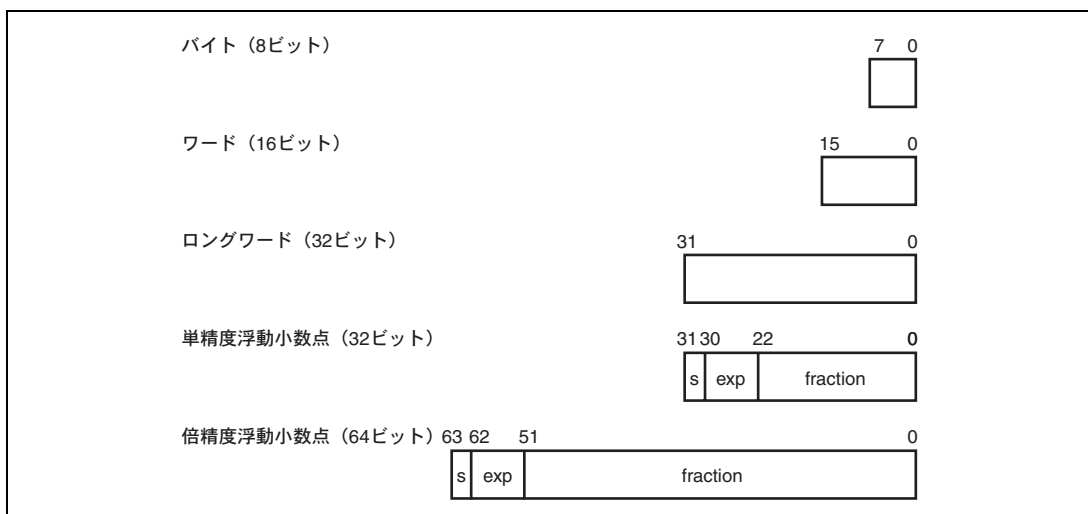 バイト（8ビット） 7 0
ワード（16ビット） 15 0
ロングワード（32ビット） 31 0
単精度浮動小数点（32ビット） 31 30 22 0
s exp fraction
倍精度浮動小数点（64ビット） 63 62 51 0
s exp fraction